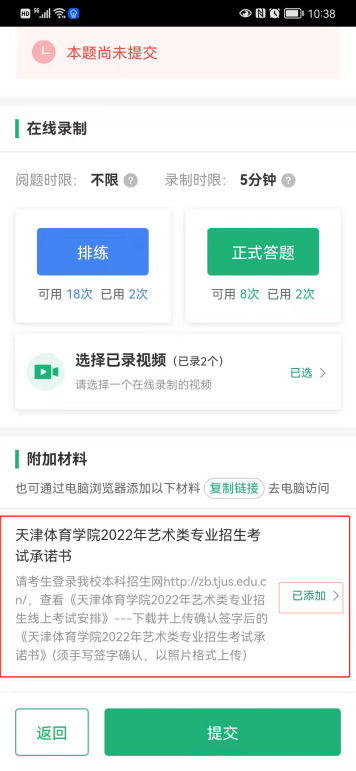 HD 5G 10:38
本题尚未提交
在线录制
阅题时限： 不限 ? 录制时限： 5分钟 ?
排练 正式答题
可用 18次 已用 2次 可用 8次 已用 2次
选择已录视频（已录2个）
已选
请选择一个在线录制的视频
附加材料
也可通过电脑浏览器添加以下材料 复制链接 去电脑访问
天津体育学院2022年艺术类专业招生考
试承诺书
请考生登录我校本科招生网http://zb.tjus.edu.c
n/，查看《天津体育学院2022年艺术类专业招
已添加
生线上考试安排》---下载并上传确认签字后的
《天津体育学院2022年艺术类专业招生考试承
诺书》(须手写签字确认，以照片格式上传)
返回 提交